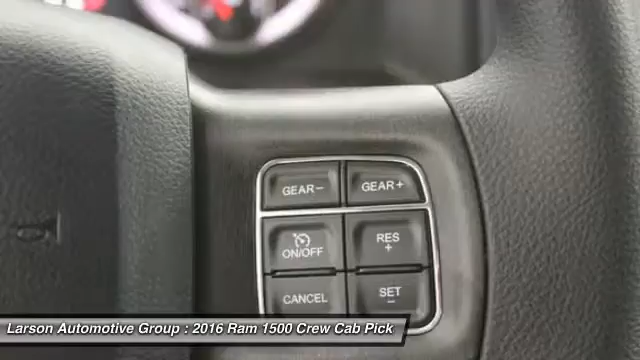 GEAR− GEAR+
ON/OFF RES +
CANCEL SET −
Larson Automotive Group : 2016 Ram 1500 Crew Cab Pick